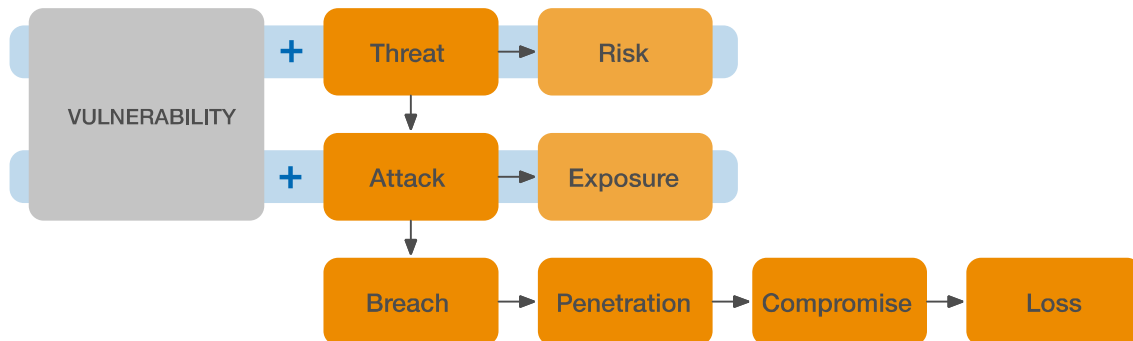 + Threat Risk
VULNERABILITY
+ Attack Exposure
Breach Penetration Compromise Loss